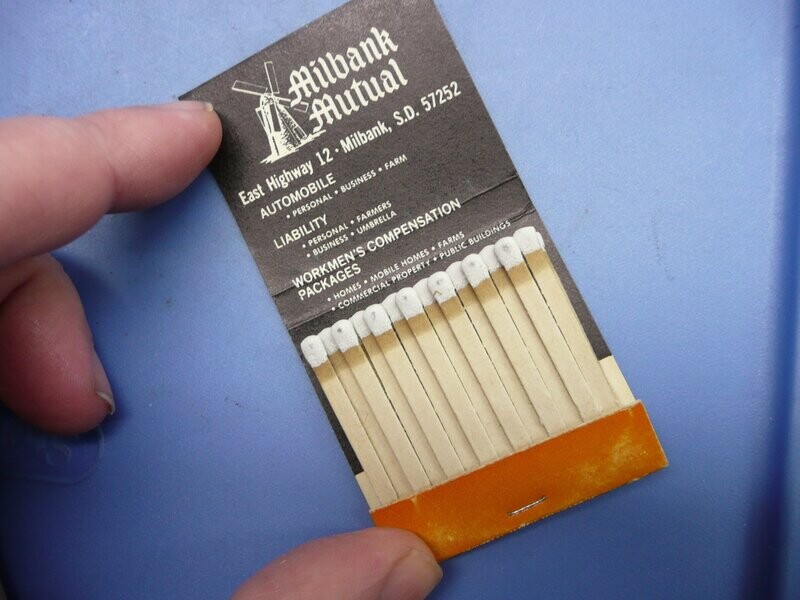 Milbank
Mutual
East Highway 12 · Milbank, S.D. 57252
AUTOMOBILE
• PERSONAL • BUSINESS • FARM
LIABILITY
• PERSONAL • FARMERS
• BUSINESS • UMBRELLA
WORKMEN'S COMPENSATION
PACKAGES
• HOMES • MOBILE HOMES • FARMS
• COMMERCIAL PROPERTY • PUBLIC BUILDINGS